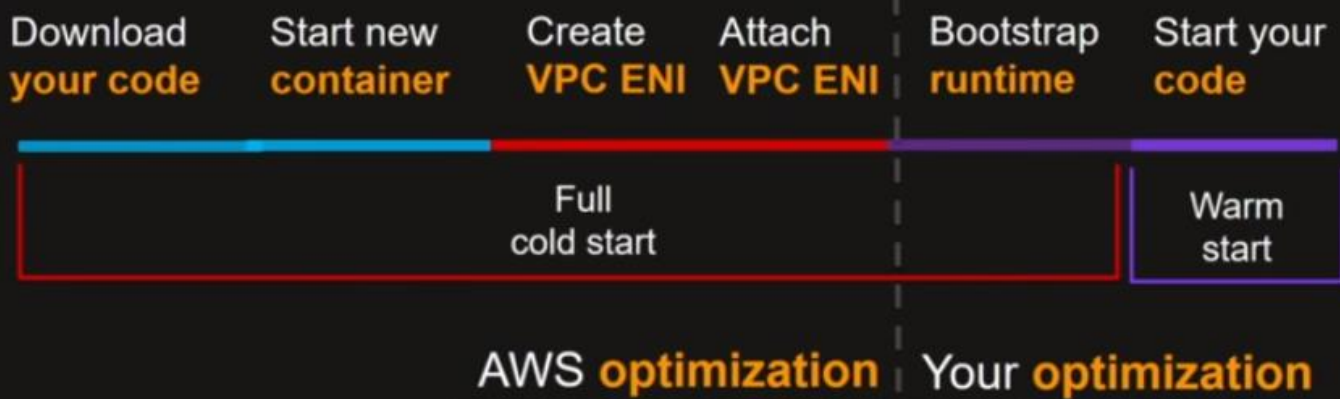 Download
your code
Start new
container
Create
VPC ENI
Attach
VPC ENI
Bootstrap
runtime
Start your
code
Full
cold start
Warm
start
AWS optimization
Your optimization